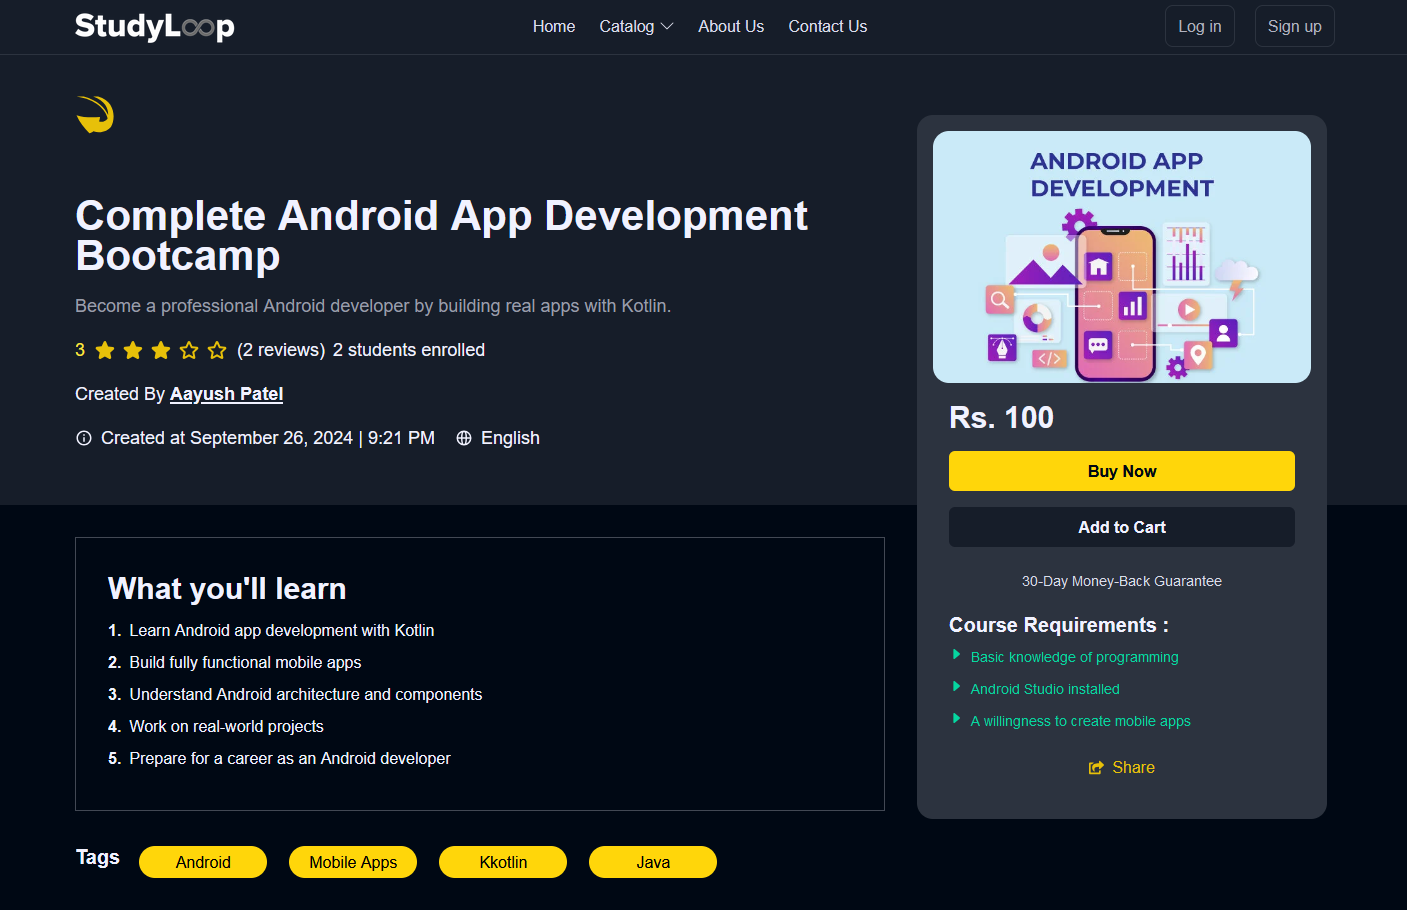 StudyLoop
Home Catalog About Us Contact Us
Log in Sign up
Complete Android App Development
Bootcamp
Become a professional Android developer by building real apps with Kotlin.
3 (2 reviews) 2 students enrolled
Created By Aayush Patel
Created at September 26, 2024 | 9:21 PM English
ANDROID APP
DEVELOPMENT
</>
Rs. 100
Buy Now
Add to Cart
30-Day Money-Back Guarantee
Course Requirements :
Basic knowledge of programming
Android Studio installed
A willingness to create mobile apps
Share
What you'll learn
1. Learn Android app development with Kotlin
2. Build fully functional mobile apps
3. Understand Android architecture and components
4. Work on real-world projects
5. Prepare for a career as an Android developer
Tags Android Mobile Apps Kkotlin Java